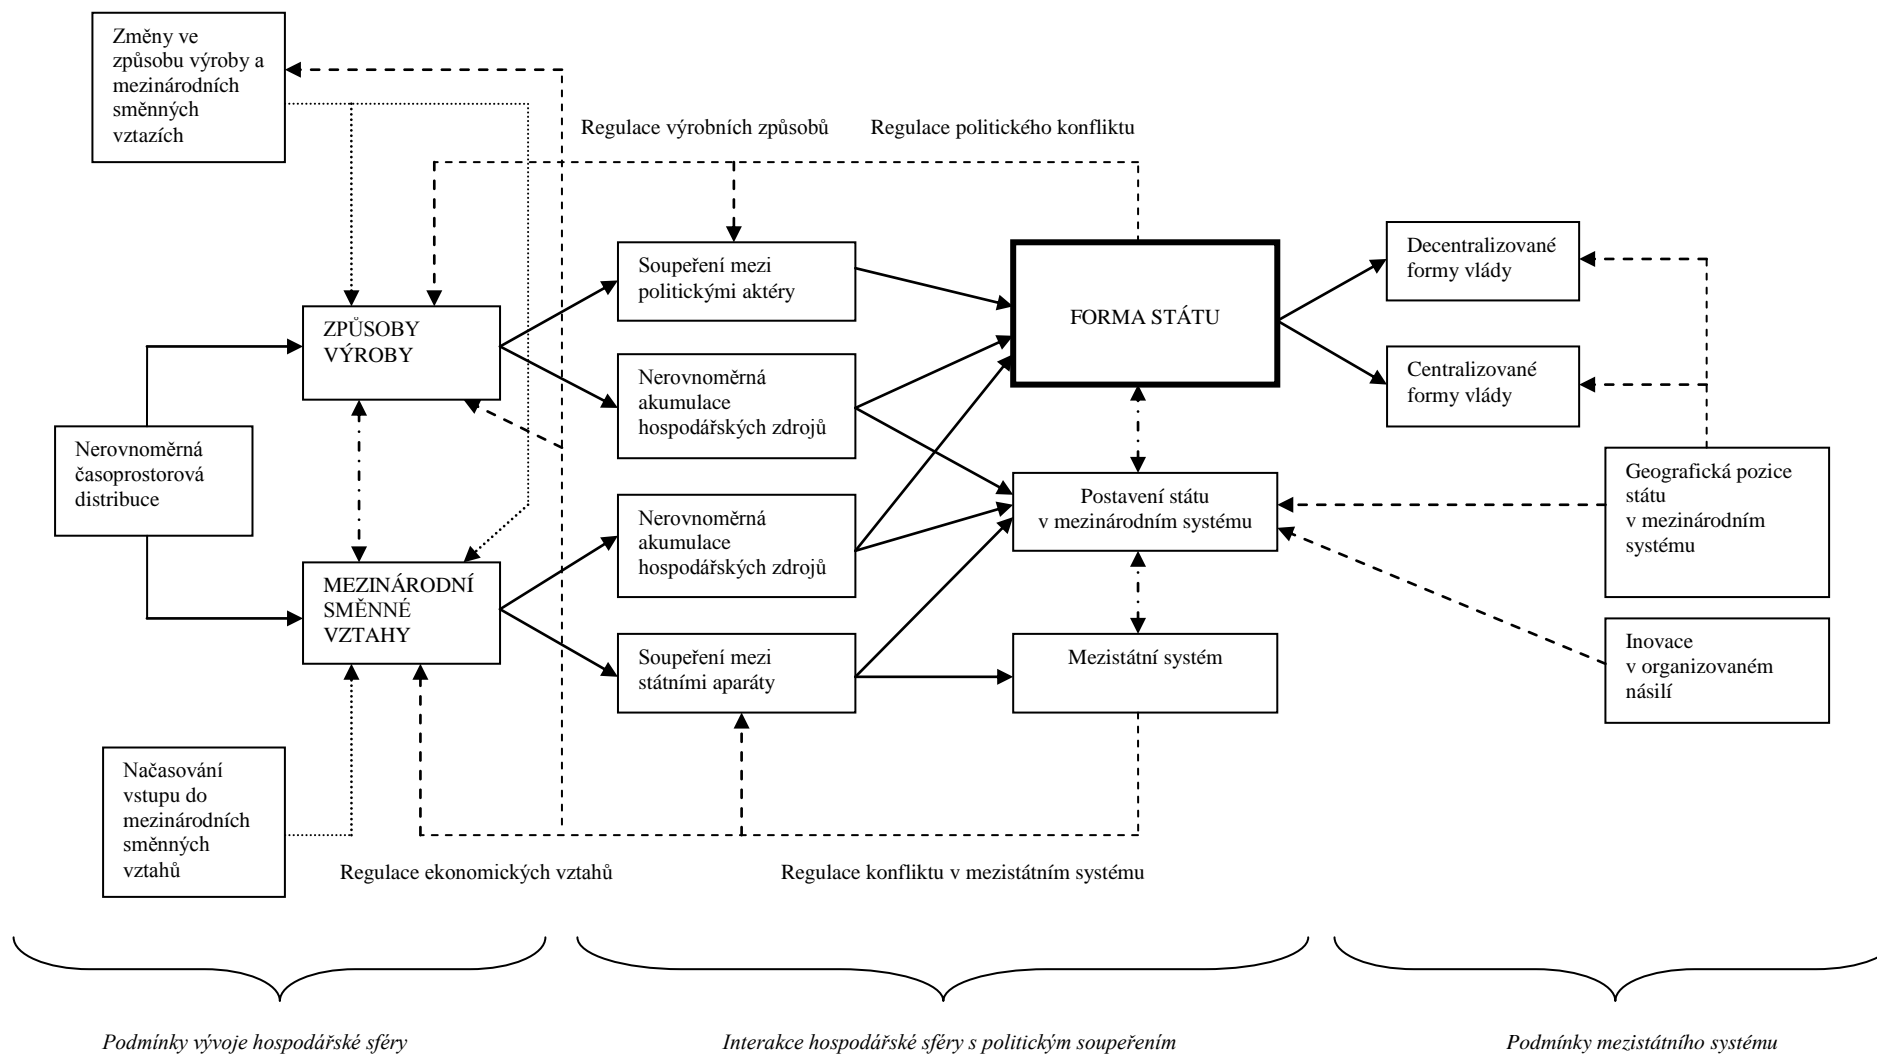 Změny ve
způsobu výroby a
mezinárodních
směnných
vztazích
Regulace výrobních způsobů
Regulace politického konfliktu
ZPŮSOBY
VÝROBY
Nerovnoměrná
časoprostorová
distribuce
MEZINÁRODNÍ
SMĚNNÉ
VZTAHY
Načasování
vstupu do
mezinárodních
směnných
vztahů
Soupeření mezi
politickými aktéry
Nerovnoměrná
akumulace
hospodářských zdrojů
Nerovnoměrná
akumulace
hospodářských zdrojů
Soupeření mezi
státními aparáty
FORMA STÁTU
Postavení státu
v mezinárodním systému
Mezistátní systém
Decentralizované
formy vlády
Centralizované
formy vlády
Geografická pozice
státu
v mezinárodním
systému
Inovace
v organizovaném
násilí
Regulace ekonomických vztahů
Regulace konfliktu v mezistátním systému
Podmínky vývoje hospodářské sféry
Interakce hospodářské sféry s politickým soupeřením
Podmínky mezistátního systému